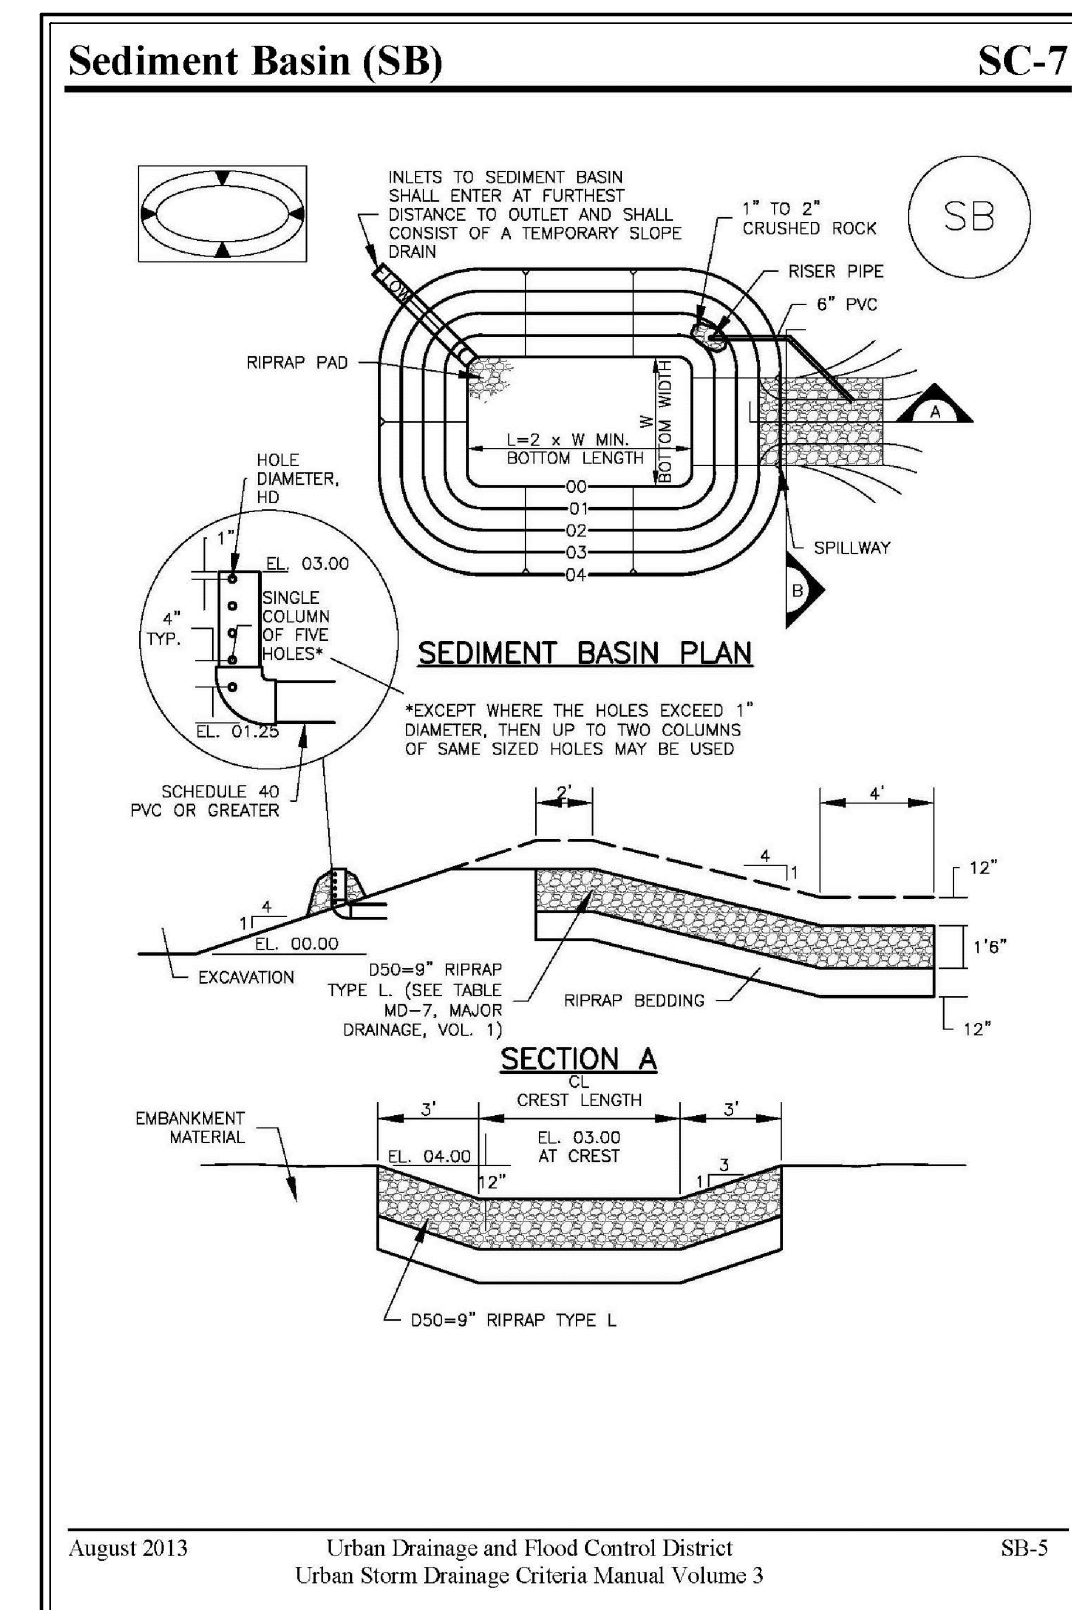 Sediment Basin (SB)
SC-7
INLETS TO SEDIMENT BASIN
SHALL ENTER AT FURTHEST
DISTANCE TO OUTLET AND SHALL
CONSIST OF A TEMPORARY SLOPE
DRAIN
1" TO 2"
CRUSHED ROCK
SB
RISER PIPE
6" PVC
FLOW
RIPRAP PAD
L=2 x W MIN.
BOTTOM LENGTH
W
BOTTOM WIDTH
A
00
01
02
03
04
SPILLWAY
B
HOLE
DIAMETER,
HD
1"
EL. 03.00
4"
TYP.
SINGLE
COLUMN
OF FIVE
HOLES*
EL. 01.25
SEDIMENT BASIN PLAN
*EXCEPT WHERE THE HOLES EXCEED 1"
DIAMETER, THEN UP TO TWO COLUMNS
OF SAME SIZED HOLES MAY BE USED
SCHEDULE 40
PVC OR GREATER
2'
4'
4
1
12"
4
1
EL. 00.00
EXCAVATION
1'6"
D50=9" RIPRAP
TYPE L. (SEE TABLE
MD-7, MAJOR
DRAINAGE, VOL. 1)
RIPRAP BEDDING
12"
SECTION A
CL
CREST LENGTH
3'
3'
EMBANKMENT
MATERIAL
EL. 04.00
EL. 03.00
AT CREST
12"
3
1
D50=9" RIPRAP TYPE L
August 2013
Urban Drainage and Flood Control District
SB-5
Urban Storm Drainage Criteria Manual Volume 3